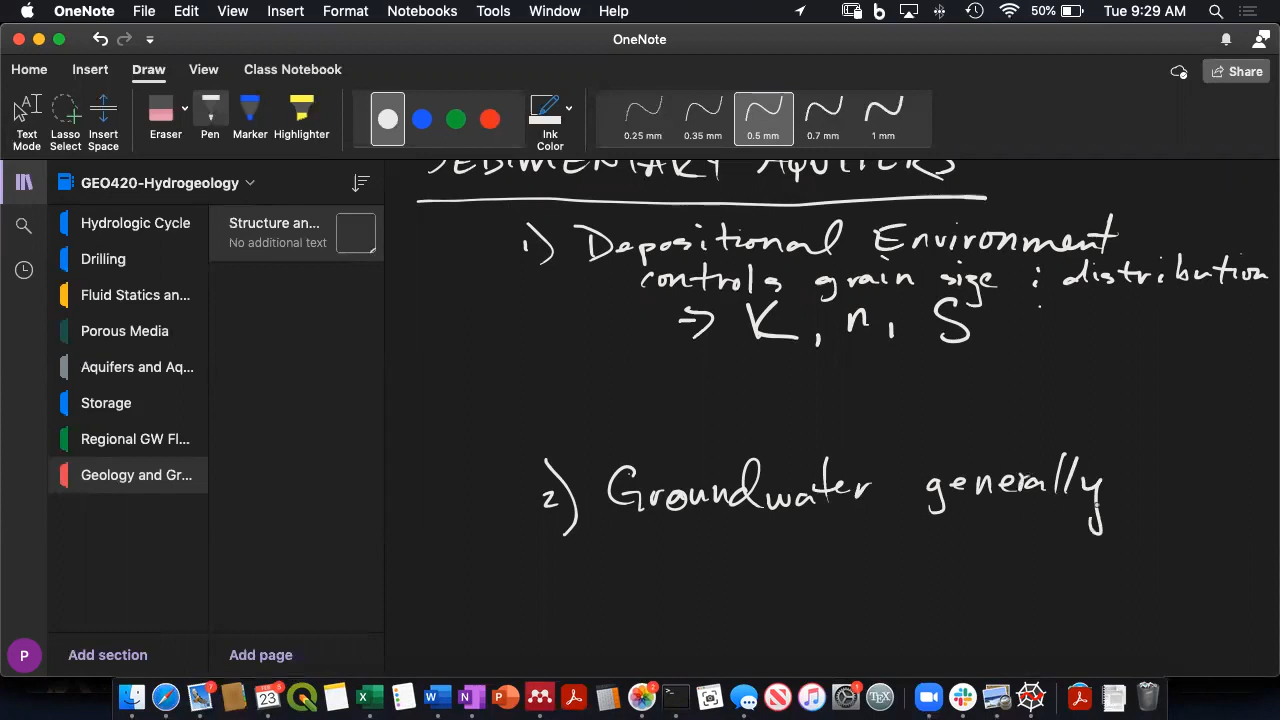 OneNote File Edit View Insert Format Notebooks Tools Window Help 50% Tue 9:29 AM
OneNote
Home Insert Draw View Class Notebook Share
Text Mode Lasso Select Insert Space Eraser Pen Marker Highlighter Ink Color 0.25 mm 0.35 mm 0.5 mm 0.7 mm 1 mm
GEO420-Hydrogeology
Hydrologic Cycle
Drilling
Fluid Statics an...
Porous Media
Aquifers and Aq...
Storage
Regional GW Fl...
Geology and Gr...
Add section
Structure an...
No additional text
Add page
SEDIMENTARY AQUIFERS
1) Depositional Environment
controls grain size ; distribution
=> K, n, S
2) Groundwater generally
P
FEB
23